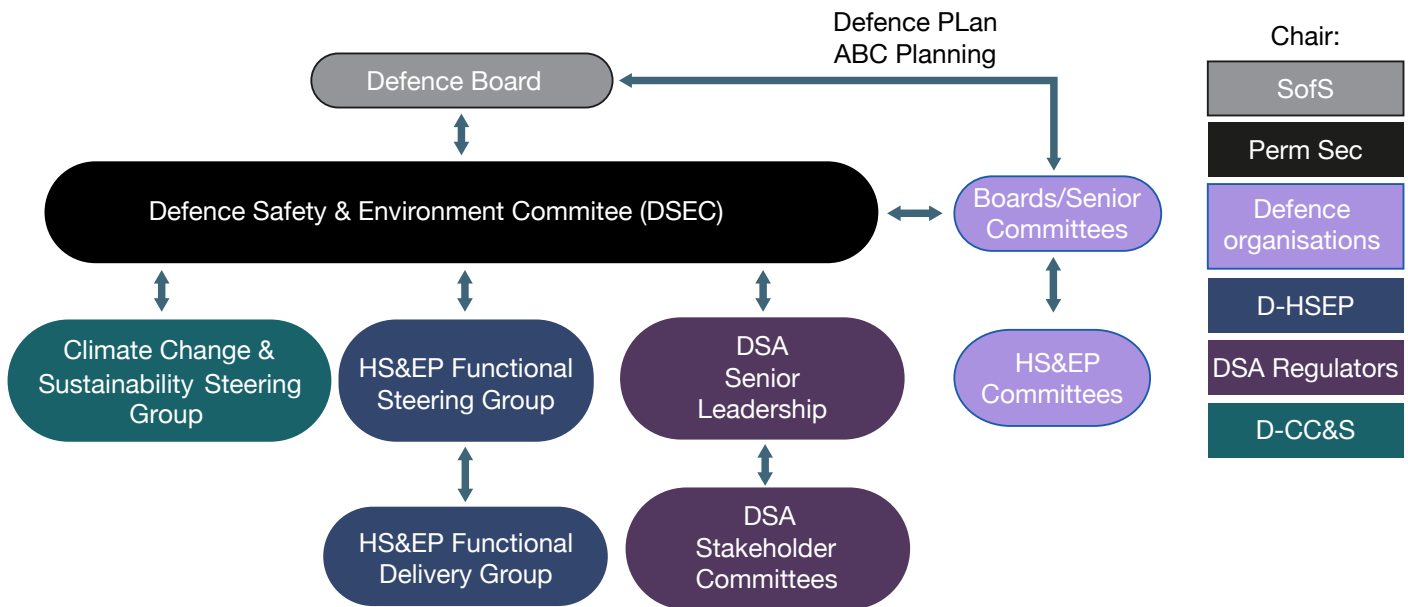 Defence PLan
ABC Planning
Chair:
Defence Board
SofS
Perm Sec
Defence Safety & Environment Commitee (DSEC)
Boards/Senior
Committees
Defence
organisations
D-HSEP
Climate Change &
Sustainability Steering
Group
HS&EP Functional
Steering Group
DSA
Senior
Leadership
HS&EP
Committees
DSA Regulators
D-CC&S
HS&EP Functional
Delivery Group
DSA
Stakeholder
Committees